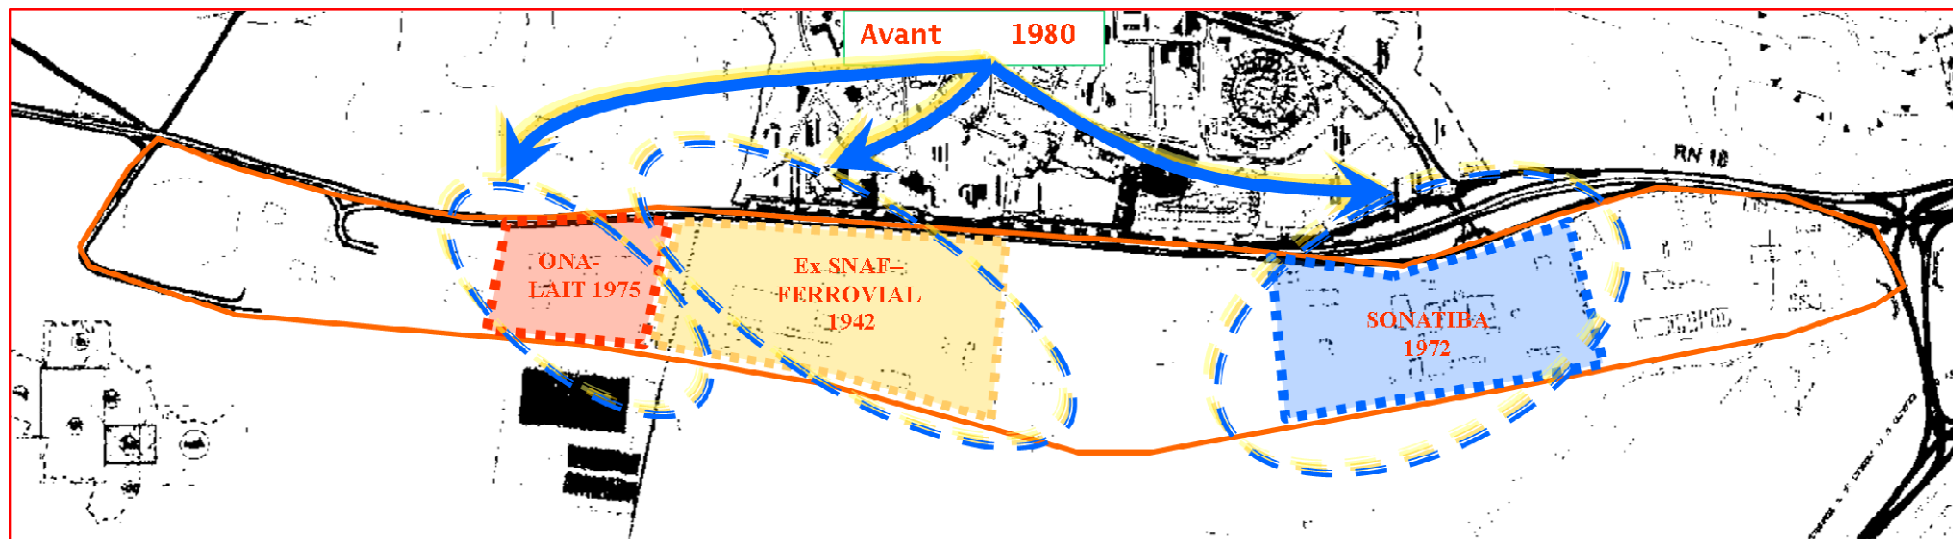 Avant 1980
RN 18
ONA-
LAIT 1975
Ex SNAF–
FERROVIAL
1942
SONATIBA
1972